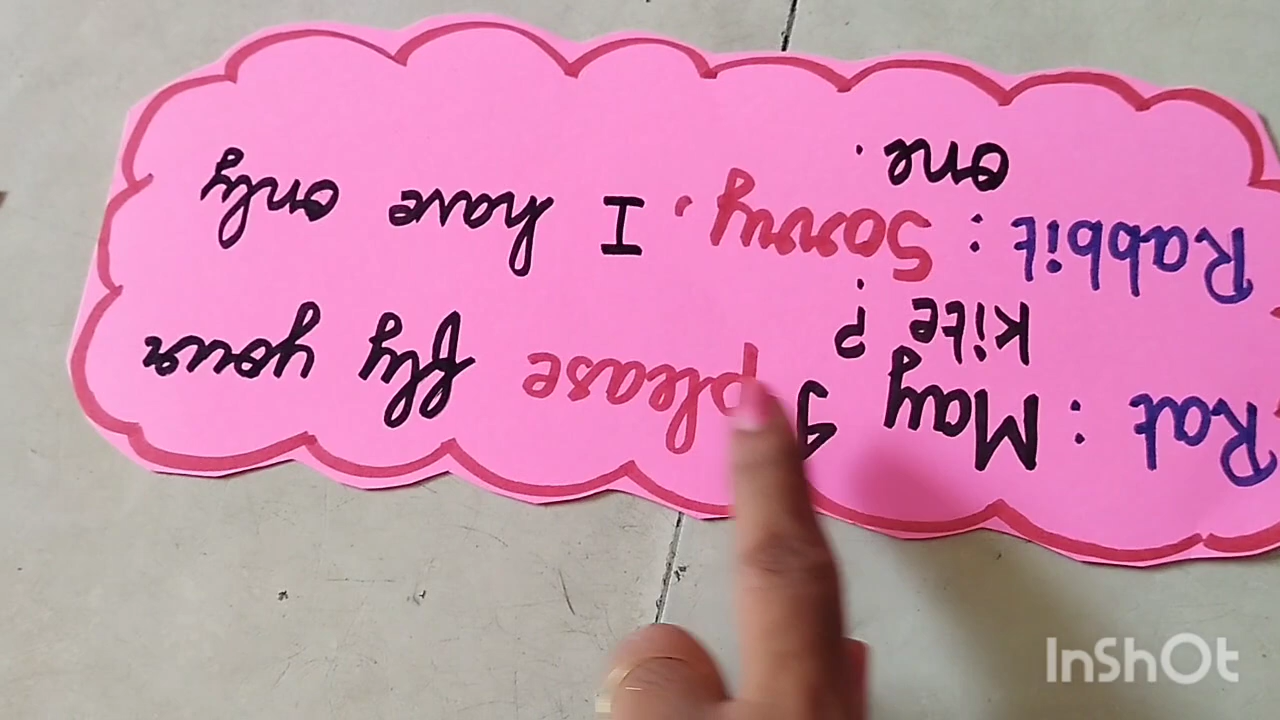 Rat : May I please fly your
kite ?
Rabbit : Sorry. I have only
one.
InShOt